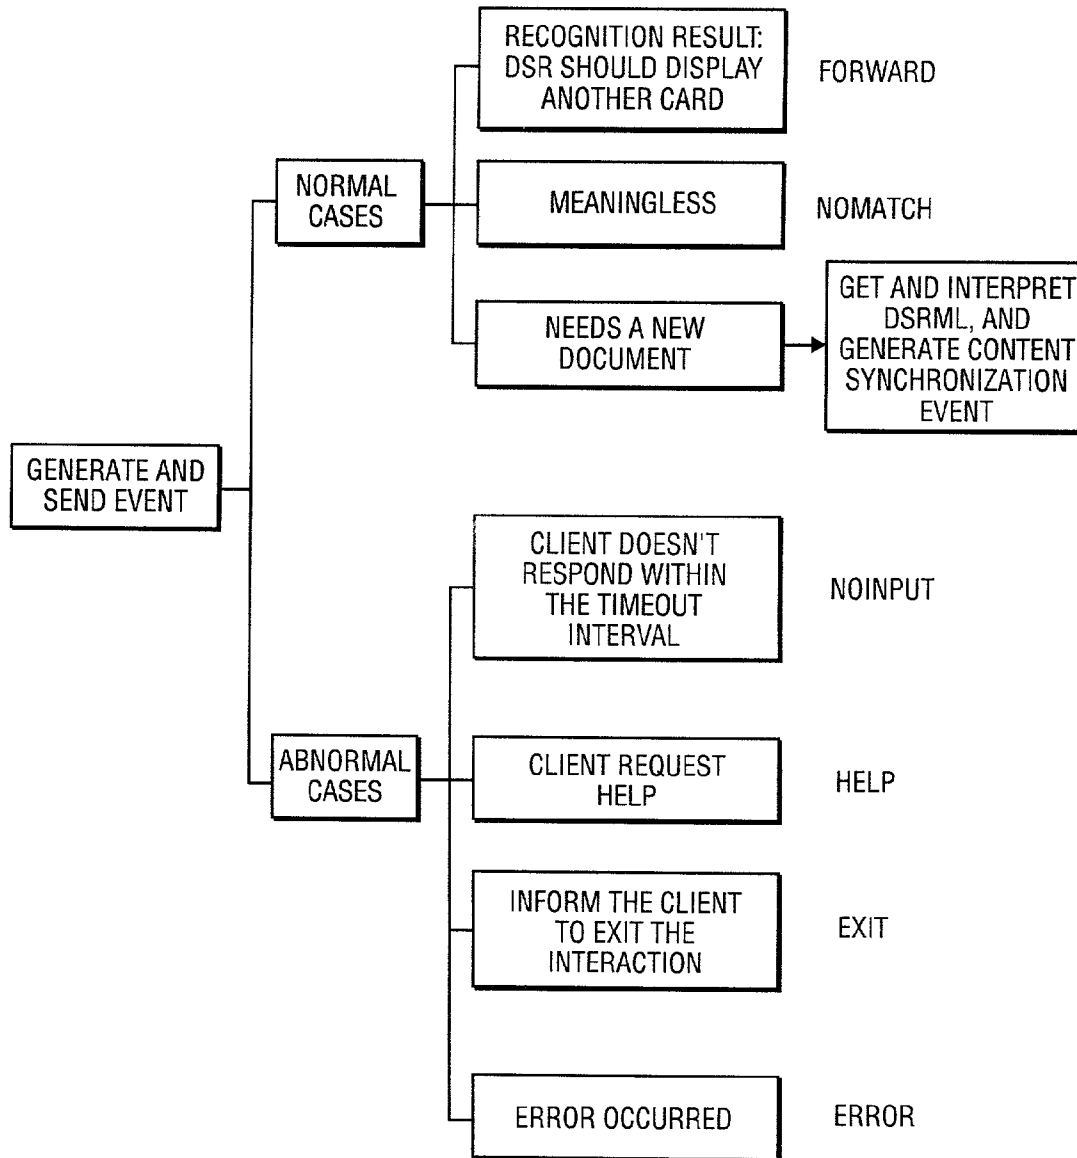 RECOGNITION RESULT:
DSR SHOULD DISPLAY
ANOTHER CARD
FORWARD
NORMAL
CASES
MEANINGLESS
NOMATCH
NEEDS A NEW
DOCUMENT
GET AND INTERPRET
DSRML, AND
GENERATE CONTENT
SYNCHRONIZATION
EVENT
GENERATE AND
SEND EVENT
CLIENT DOESN'T
RESPOND WITHIN
THE TIMEOUT
INTERVAL
NOINPUT
ABNORMAL
CASES
CLIENT REQUEST
HELP
HELP
INFORM THE CLIENT
TO EXIT THE
INTERACTION
EXIT
ERROR OCCURRED
ERROR